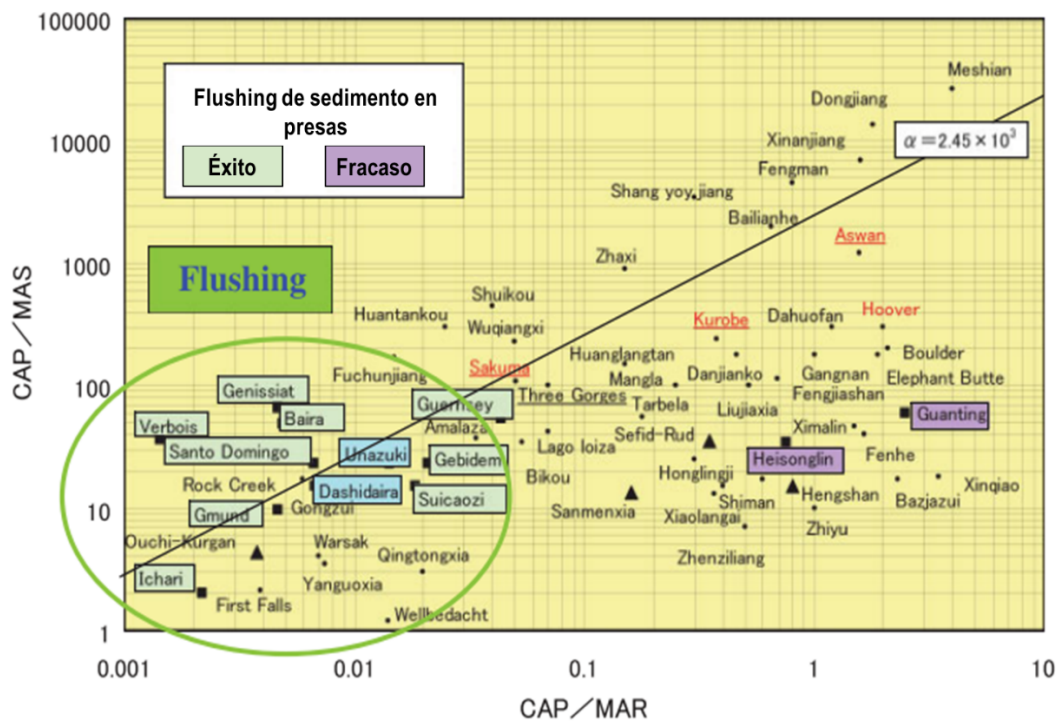 100000
10000
1000
100
10
1
CAP/MAS
Flushing de sedimento en
presas
Éxito
Fracaso
Flushing
α=2.45×10³
Meshian
Dongjiang
Xinanjiang
Fengman
Shang yoy jiang
Bailianhe
Aswan
Zhaxi
Shuikou
Huantankou
Wuqiangxi
Kurobe
Dahuofan
Hoover
Huanglangtan
Boulder
Sakuma
Fuchunjiang
Mangla
Danjianko
Gangnan
Elephant Butte
Genissiat
Guernsey
Three Gorges
Fengjiashan
Baira
Tarbela
Liujiaxia
Guanting
Verbois
Amalaza
Sefid-Rud
Ximalin
Santo Domingo
Unazuki
Gebidem
Lago Ioiza
Heisonglin
Fenhe
Rock Creek
Dashidaira
Suicaozi
Bikou
Honglingji
Xinqiao
Gmund
Gongzui
Sanmenxia
Shiman
Hengshan
Bazjazui
Xiaolangai
Zhiyu
Ouchi-Kurgan
Warsak
Qingtongxia
Zhenziliang
Ichari
Yanguoxia
First Falls
Wellbedacht
0.001
0.01
0.1
1
10
CAP/MAR